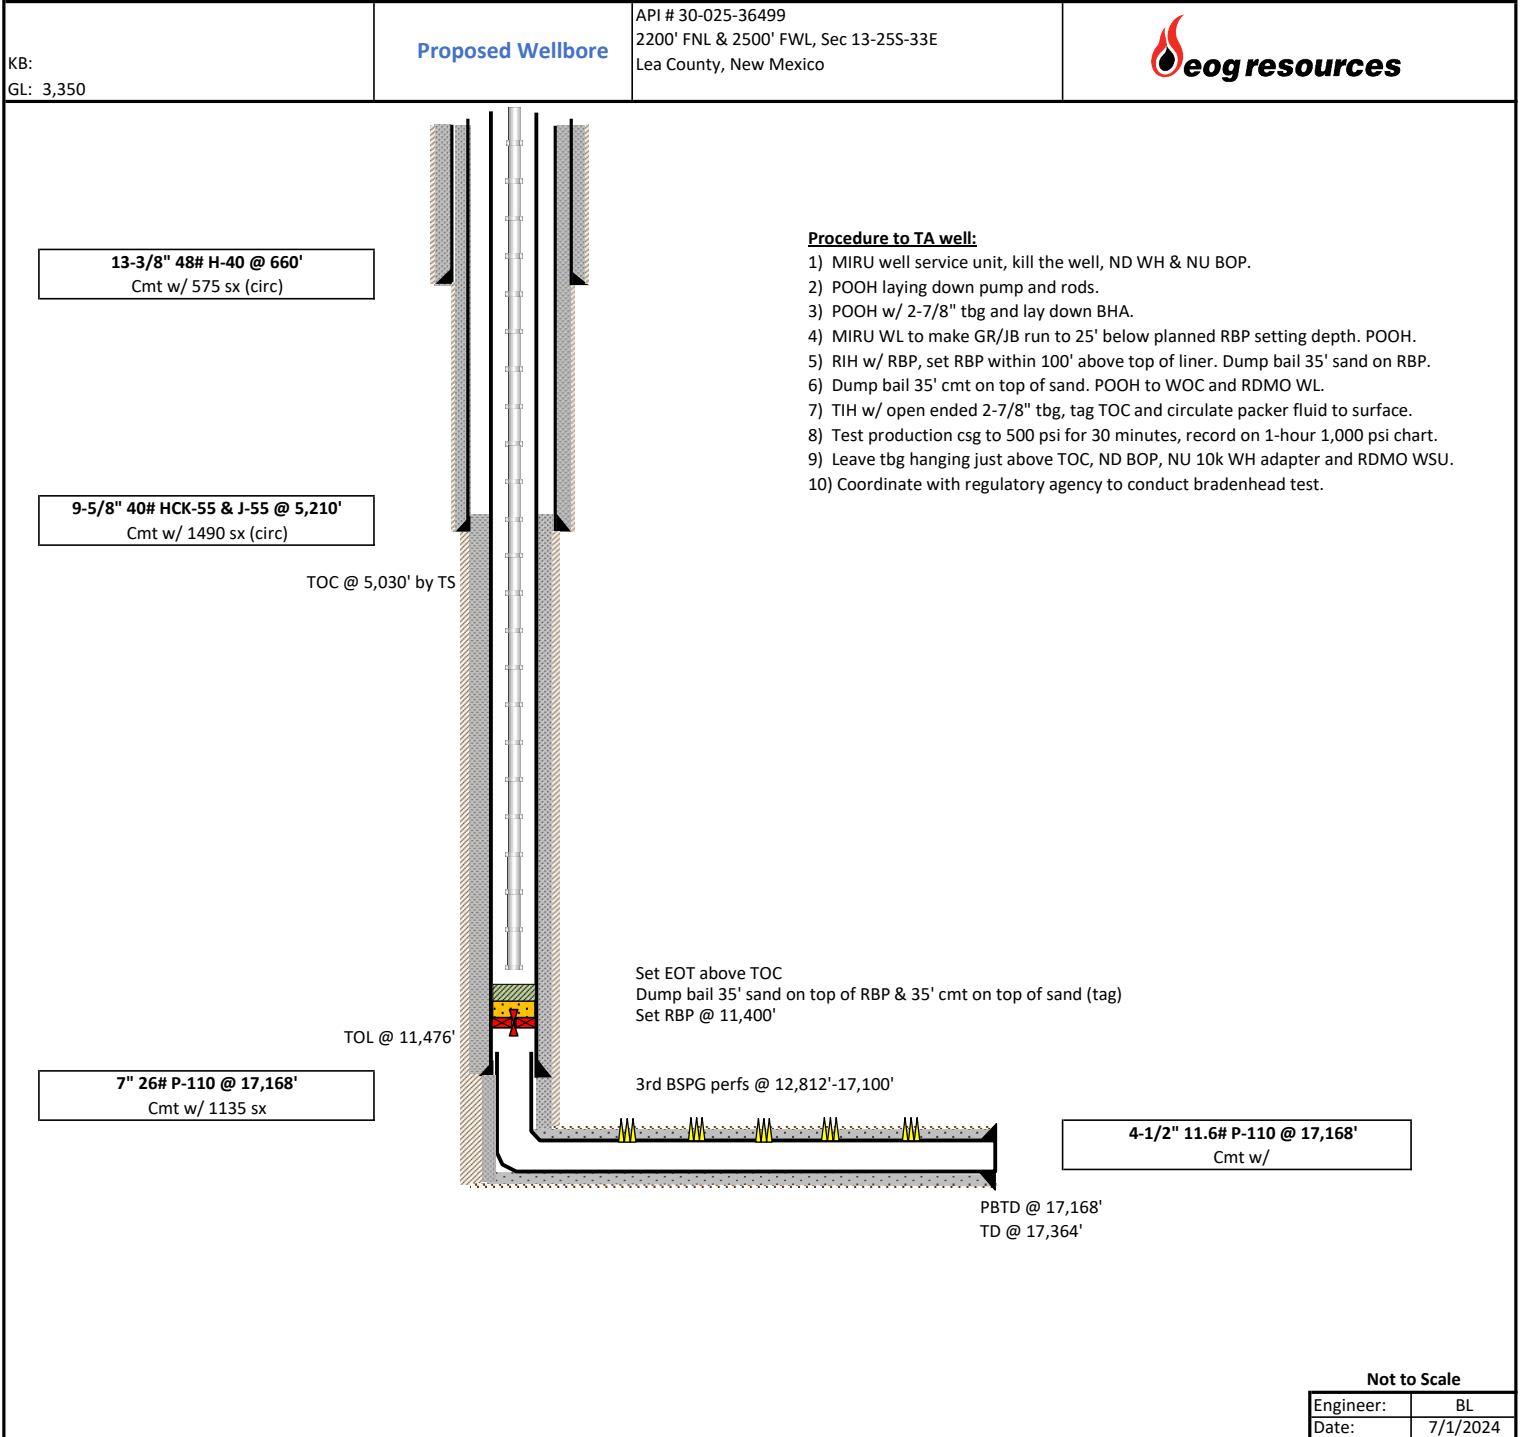 KB:
GL: 3,350
Proposed Wellbore
API # 30-025-36499
2200' FNL & 2500' FWL, Sec 13-25S-33E
Lea County, New Mexico
eog resources
Procedure to TA well:
1) MIRU well service unit, kill the well, ND WH & NU BOP.
2) POOH laying down pump and rods.
3) POOH w/ 2-7/8" tbg and lay down BHA.
4) MIRU WL to make GR/JB run to 25' below planned RBP setting depth. POOH.
5) RIH w/ RBP, set RBP within 100' above top of liner. Dump bail 35' sand on RBP.
6) Dump bail 35' cmt on top of sand. POOH to WOC and RDMO WL.
7) TIH w/ open ended 2-7/8" tbg, tag TOC and circulate packer fluid to surface.
8) Test production csg to 500 psi for 30 minutes, record on 1-hour 1,000 psi chart.
9) Leave tbg hanging just above TOC, ND BOP, NU 10k WH adapter and RDMO WSU.
10) Coordinate with regulatory agency to conduct bradenhead test.
13-3/8" 48# H-40 @ 660'
Cmt w/ 575 sx (circ)
9-5/8" 40# HCK-55 & J-55 @ 5,210'
Cmt w/ 1490 sx (circ)
TOC @ 5,030' by TS
Set EOT above TOC
Dump bail 35' sand on top of RBP & 35' cmt on top of sand (tag)
Set RBP @ 11,400'
TOL @ 11,476'
7" 26# P-110 @ 17,168'
Cmt w/ 1135 sx
3rd BSPG perfs @ 12,812'-17,100'
4-1/2" 11.6# P-110 @ 17,168'
Cmt w/
PBTD @ 17,168'
TD @ 17,364'
Not to Scale
Engineer: BL
Date: 7/1/2024